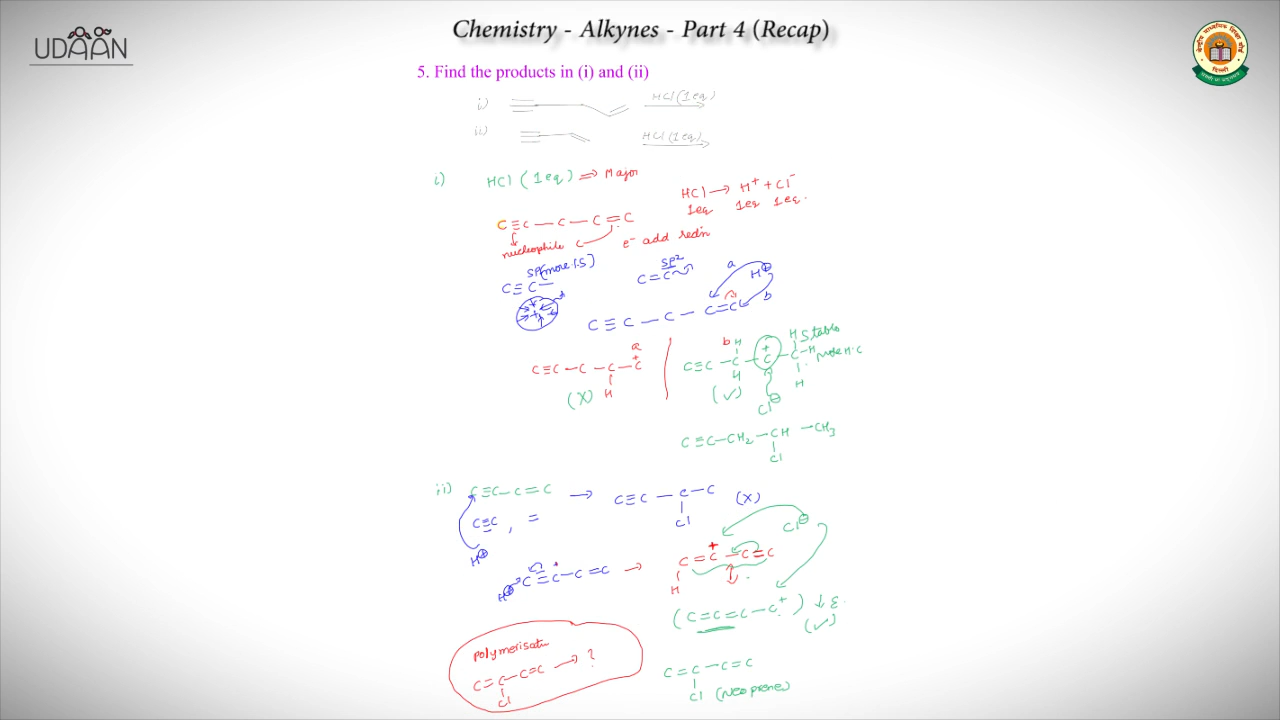 Chemistry - Alkynes - Part 4 (Recap)
UDAAN
5. Find the products in (i) and (ii)
i) HCl (1eq)
ii) HCl (1eq)
i) HCl (1eq) ⇒ Major
HCl → H⁺ + Cl⁻
1eq 1eq 1eq.
C ≡ C — C — C = C
nucleophile
e⁻ add redn
SP (more I.S)
C ≡ C —
SP²
C = C
a
H⊕
b
C ≡ C — C — C = C
a
C ≡ C — C — C — C⁺
H
(X)
b H
C ≡ C — C — C⁺ — C — H
H
H
H
Stable
more H.C
(✓)
Cl⊖
C ≡ C — CH₂ — CH — CH₃
Cl
ii) C ≡ C — C = C → C ≡ C — C — C (X)
Cl
C ≡ C , =
H⊕
H⊕ C ≡ C — C = C →
C = C⁺ — C = C
H
Cl⊖
(C = C = C — C⁺) ↓ E
(✓)
Polymerisatn
C = C — C = C → ?
Cl
C = C — C = C
Cl (Neoprene)